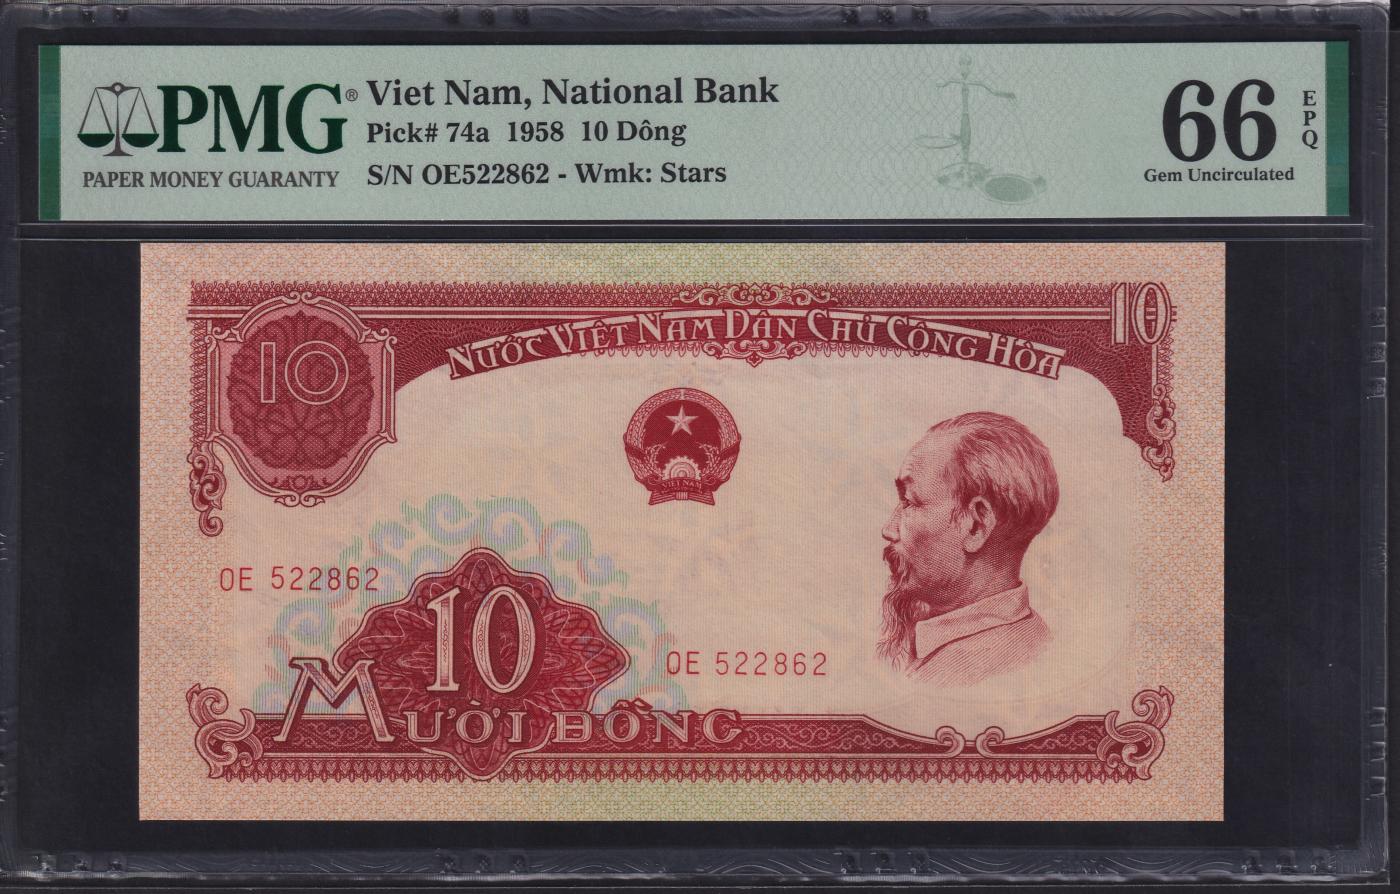 PMG®
PAPER MONEY GUARANTY
Viet Nam, National Bank
Pick# 74a 1958 10 Dông
S/N OE522862 - Wmk: Stars
66
EPQ
Gem Uncirculated
10
NƯỚC VIỆT NAM DÂN CHỦ CỘNG HÒA
10
VIỆT NAM
OE 522862
10
OE 522862
MƯỜI ĐỒNG